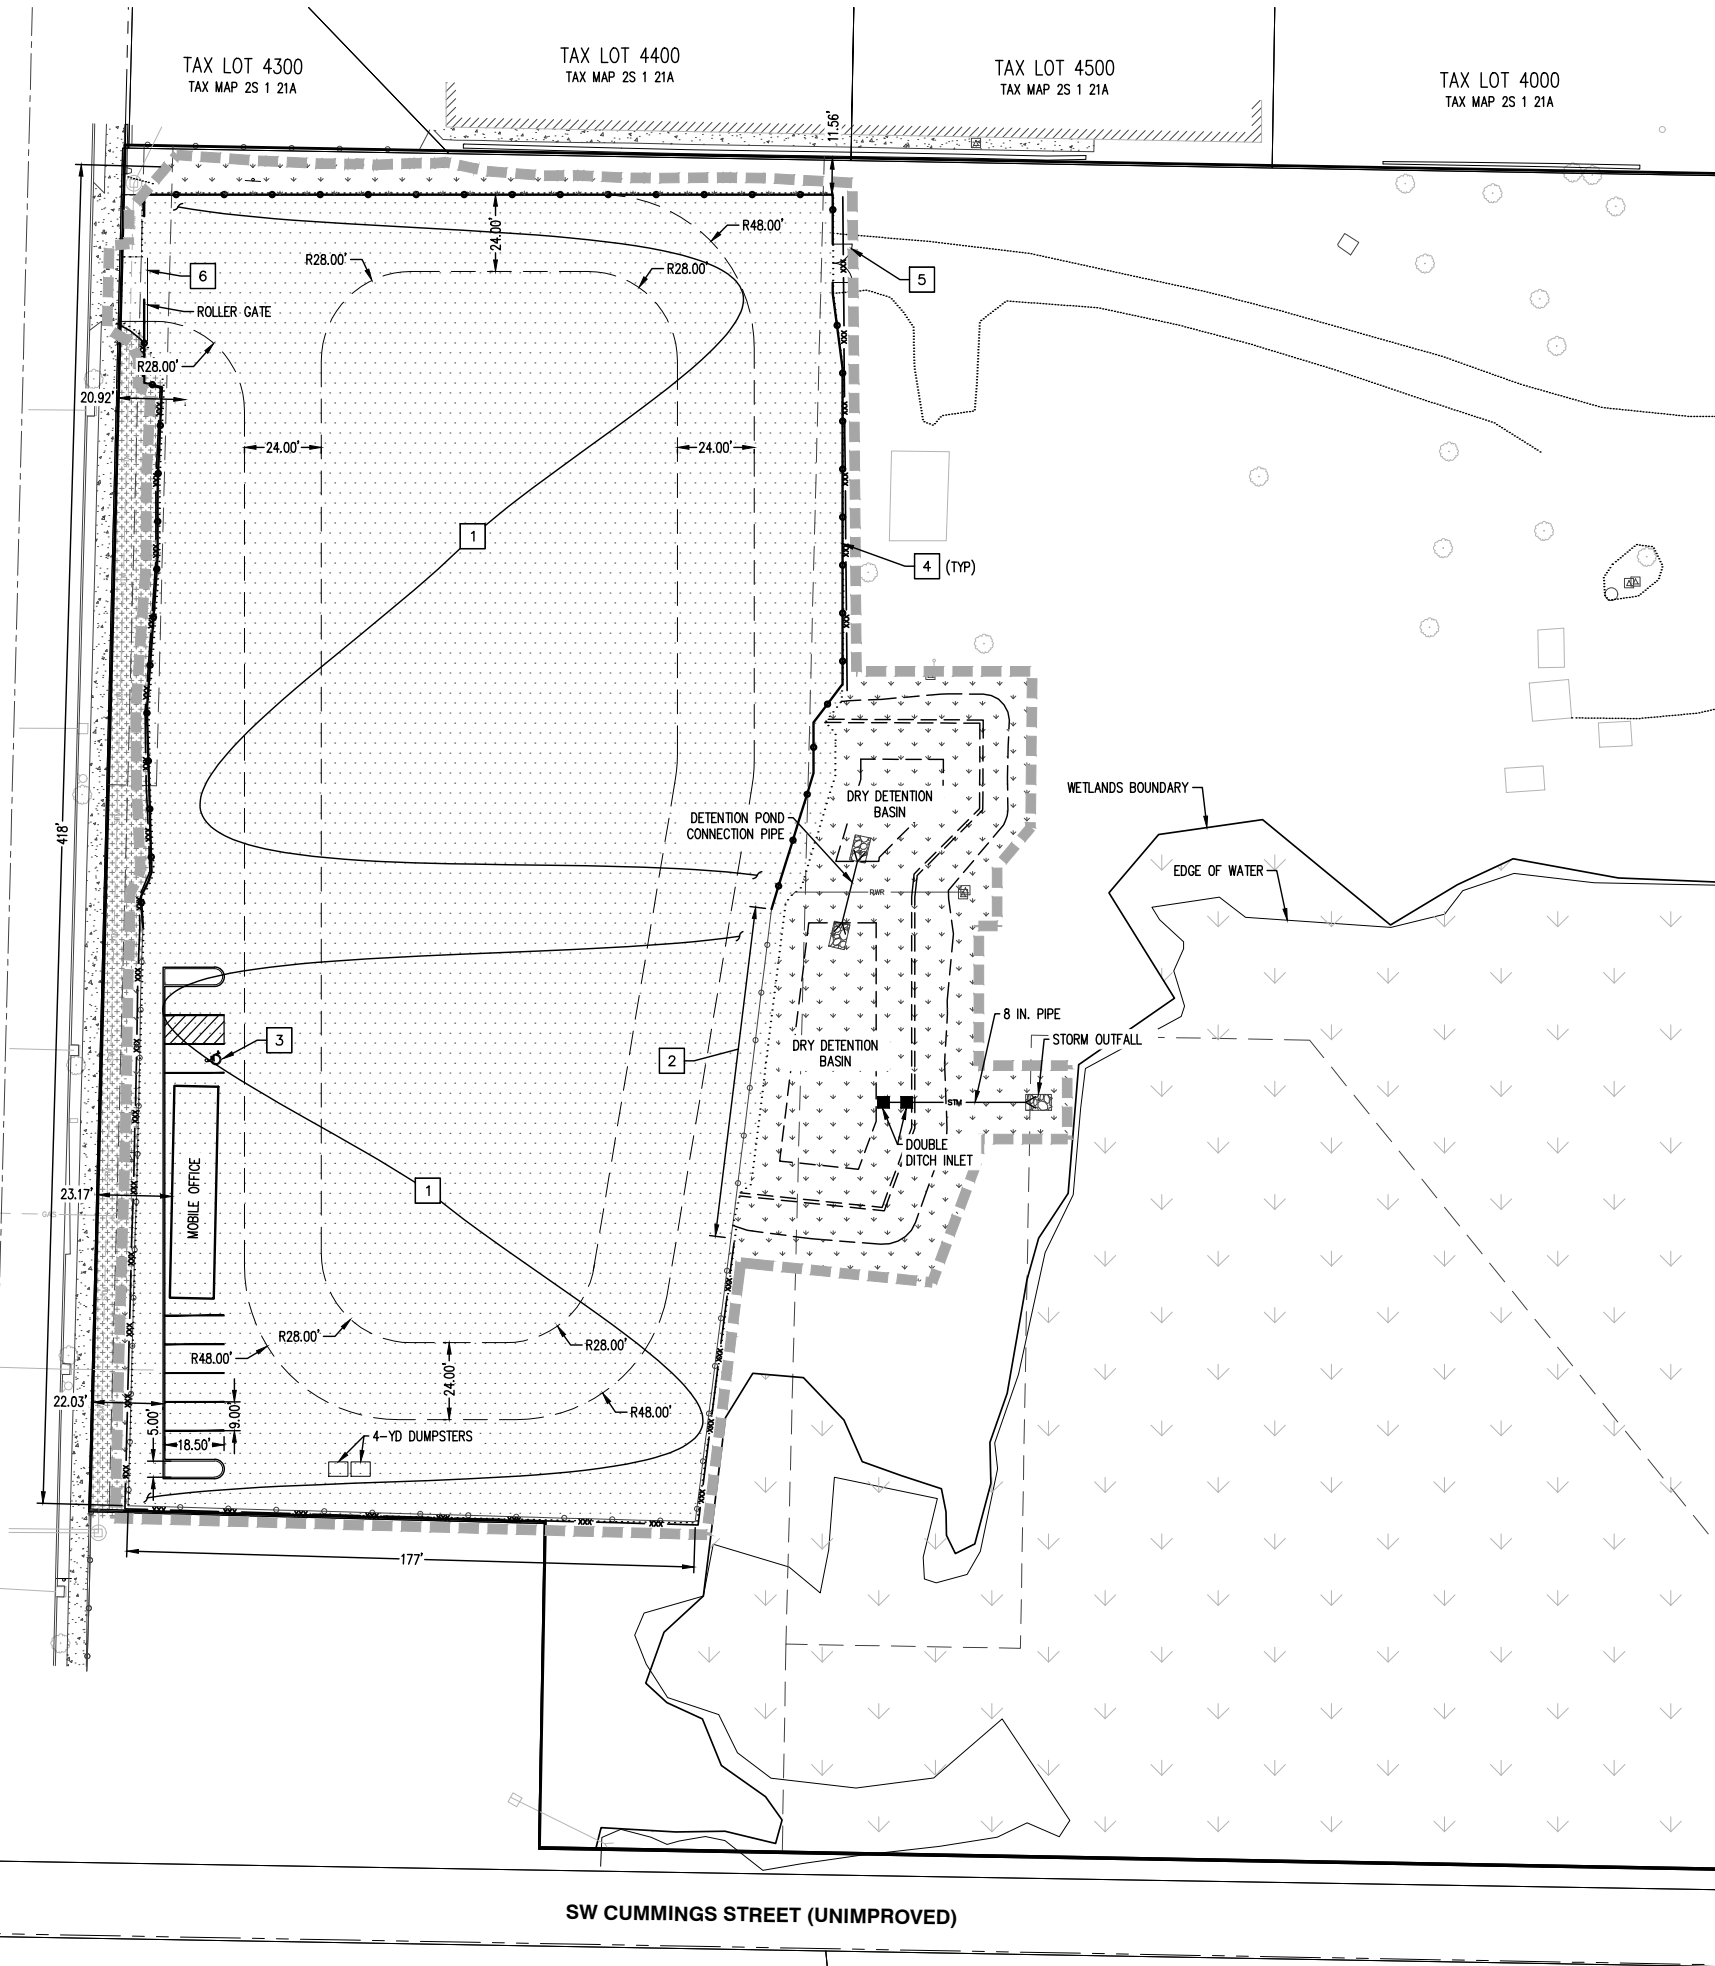 TAX LOT 4300
TAX MAP 2S 1 21A
TAX LOT 4400
TAX MAP 2S 1 21A
TAX LOT 4500
TAX MAP 2S 1 21A
TAX LOT 4000
TAX MAP 2S 1 21A
11.56'
24.00'
R48.00'
R28.00'
R28.00'
6
5
ROLLER GATE
R28.00'
20.92'
24.00'
24.00'
1
4 (TYP)
418'
DRY DETENTION
BASIN
DETENTION POND
CONNECTION PIPE
WETLANDS BOUNDARY
EDGE OF WATER
RWR
8 IN. PIPE
STORM OUTFALL
3
2
DRY DETENTION
BASIN
STM
DOUBLE
DITCH INLET
MOBILE OFFICE
23.17'
GAS
1
R28.00'
R28.00'
R48.00'
24.00'
R48.00'
22.03'
5.00'
9.00'
18.50'
4-YD DUMPSTERS
XXX
177'
SW CUMMINGS STREET (UNIMPROVED)